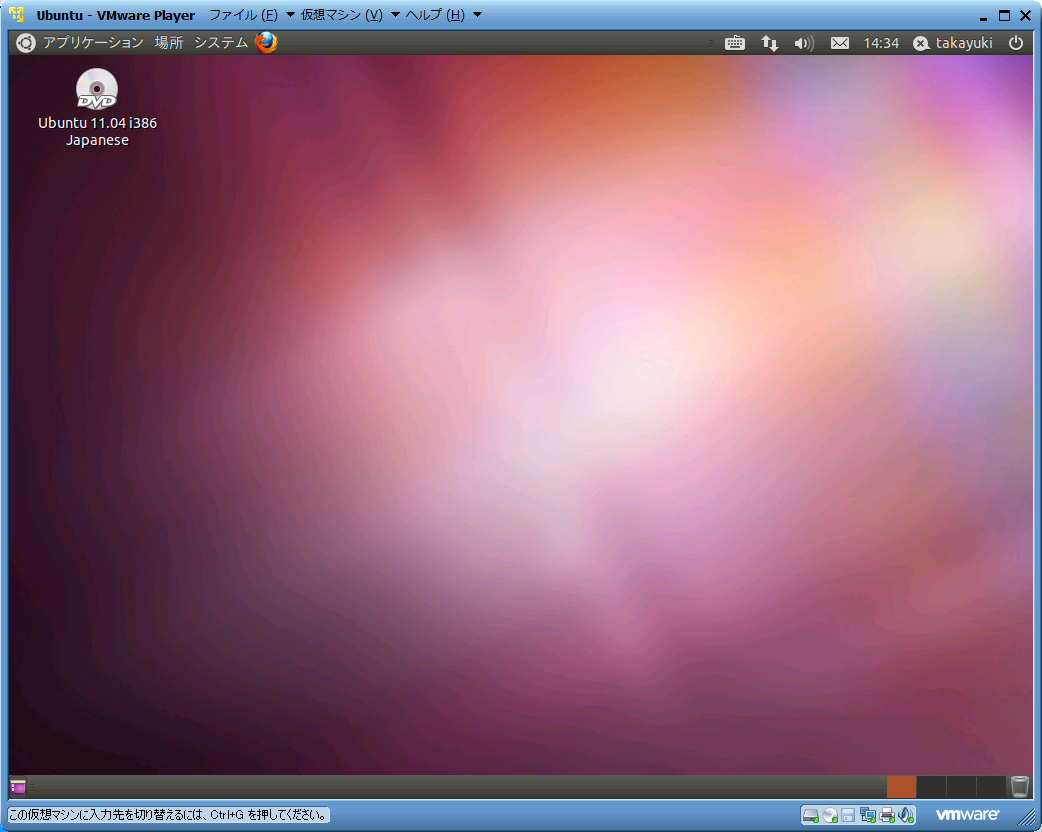 Ubuntu - VMware Player ファイル (F) 仮想マシン (V) ヘルプ (H)
アプリケーション 場所 システム 14:34 takayuki
DVD
Ubuntu 11.04 i386
Japanese
この仮想マシンに入力先を切り替えるには、Ctrl+G を押してください。 vmware